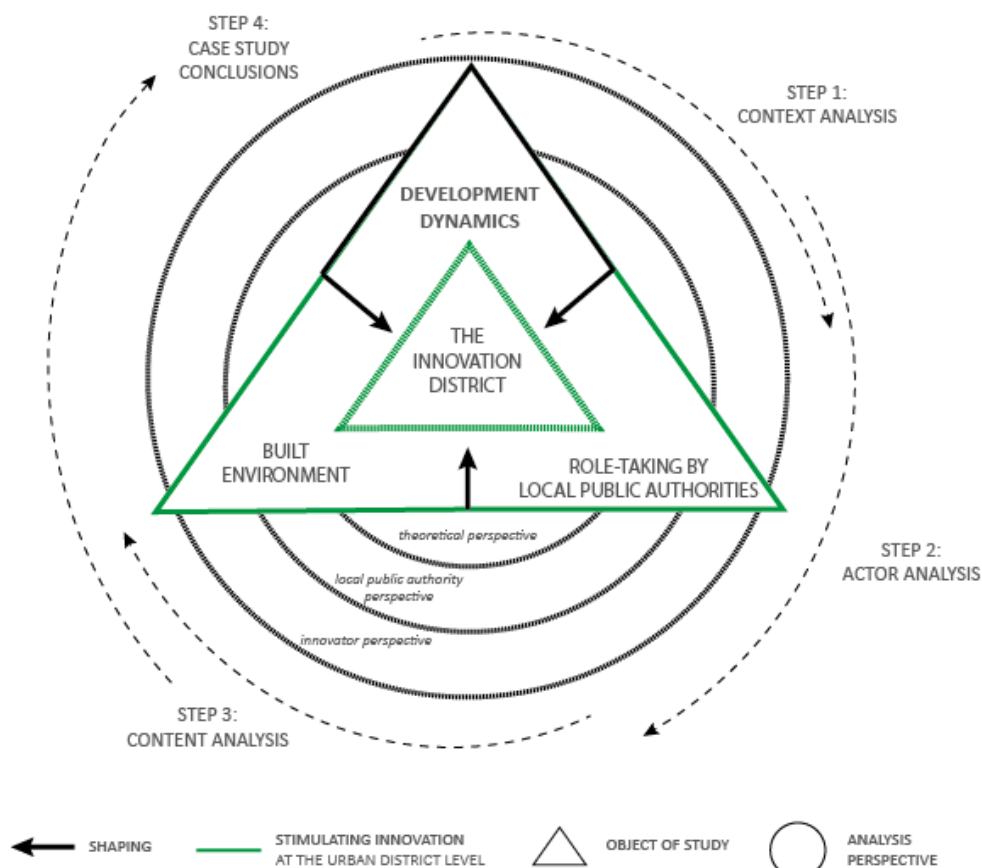 STEP 4:
CASE STUDY
CONCLUSIONS
STEP 1:
CONTEXT ANALYSIS
DEVELOPMENT
DYNAMICS
THE
INNOVATION
DISTRICT
BUILT
ENVIRONMENT
ROLE-TAKING BY
LOCAL PUBLIC AUTHORITIES
theoretical perspective
local public authority
perspective
innovator perspective
STEP 2:
ACTOR ANALYSIS
STEP 3:
CONTENT ANALYSIS
SHAPING
STIMULATING INNOVATION
AT THE URBAN DISTRICT LEVEL
OBJECT OF STUDY
ANALYSIS
PERSPECTIVE